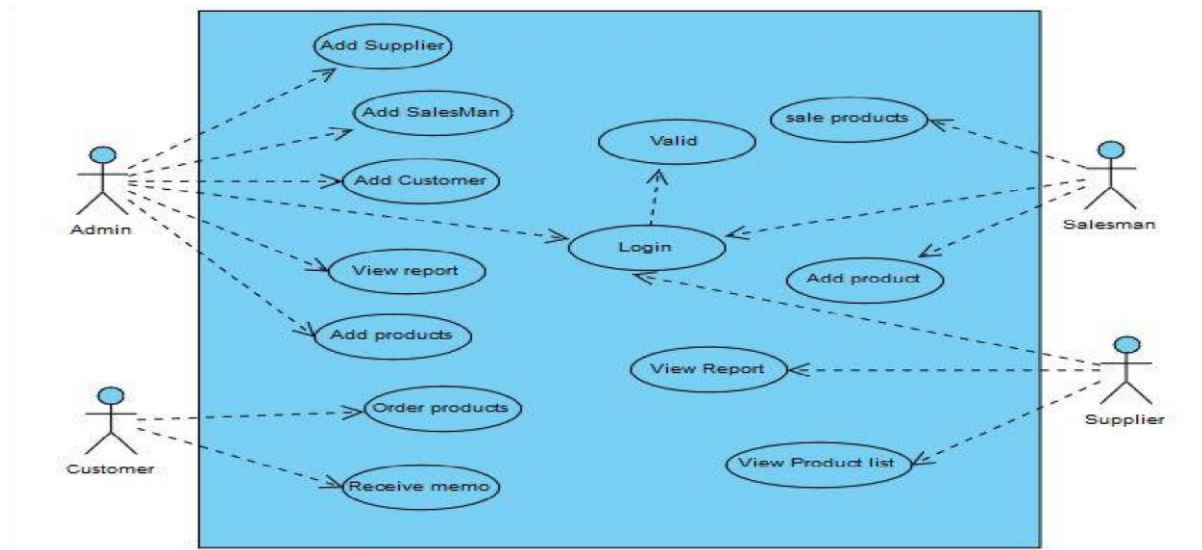 Add Supplier
Add SalesMan
sale products
Valid
Add Customer
Admin
Salesman
Login
View report
Add product
Add products
View Report
Order products
Supplier
Customer
View Product list
Receive memo